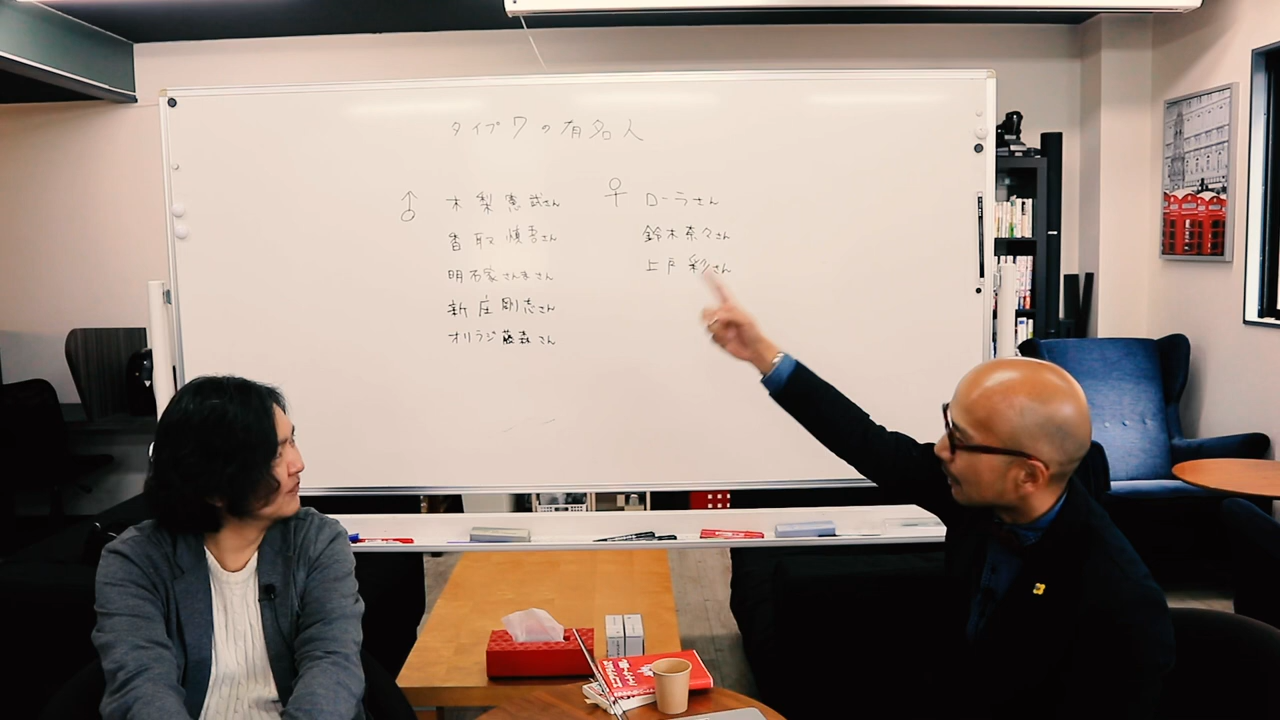 タイプ7の有名人
♂ 木梨憲武さん
香取慎吾さん
明石家さんまさん
新庄剛志さん
オリラジ藤森さん
♀ ローラさん
鈴木奈々さん
上戸彩さん